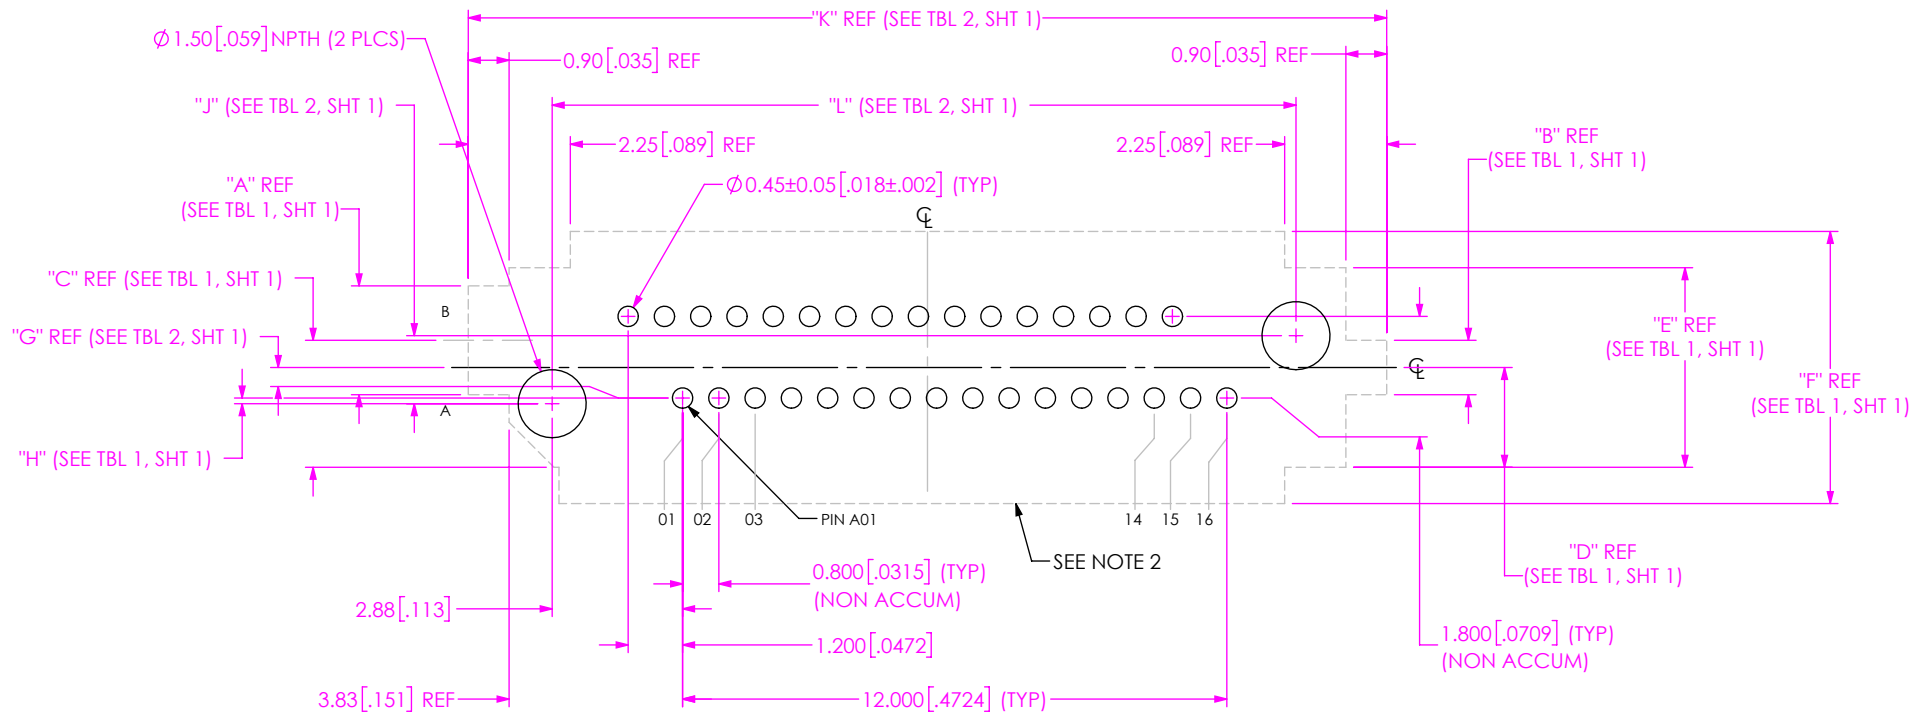 "K" REF (SEE TBL 2, SHT 1)
Ø1.50[.059] NPTH (2 PLCS)
0.90[.035] REF
0.90[.035] REF
"J" (SEE TBL 2, SHT 1)
"L" (SEE TBL 2, SHT 1)
2.25[.089] REF
2.25[.089] REF
"B" REF
(SEE TBL 1, SHT 1)
"A" REF
(SEE TBL 1, SHT 1)
Ø0.45±0.05[.018±.002] (TYP)
℄
"C" REF (SEE TBL 1, SHT 1)
B
"G" REF (SEE TBL 2, SHT 1)
"E" REF
(SEE TBL 1, SHT 1)
℄
"F" REF
(SEE TBL 1, SHT 1)
A
"H" (SEE TBL 1, SHT 1)
01 02 03 PIN A01 14 15 16
SEE NOTE 2
"D" REF
(SEE TBL 1, SHT 1)
0.800[.0315] (TYP)
(NON ACCUM)
2.88[.113]
1.200[.0472]
1.800[.0709] (TYP)
(NON ACCUM)
3.83[.151] REF
12.000[.4724] (TYP)